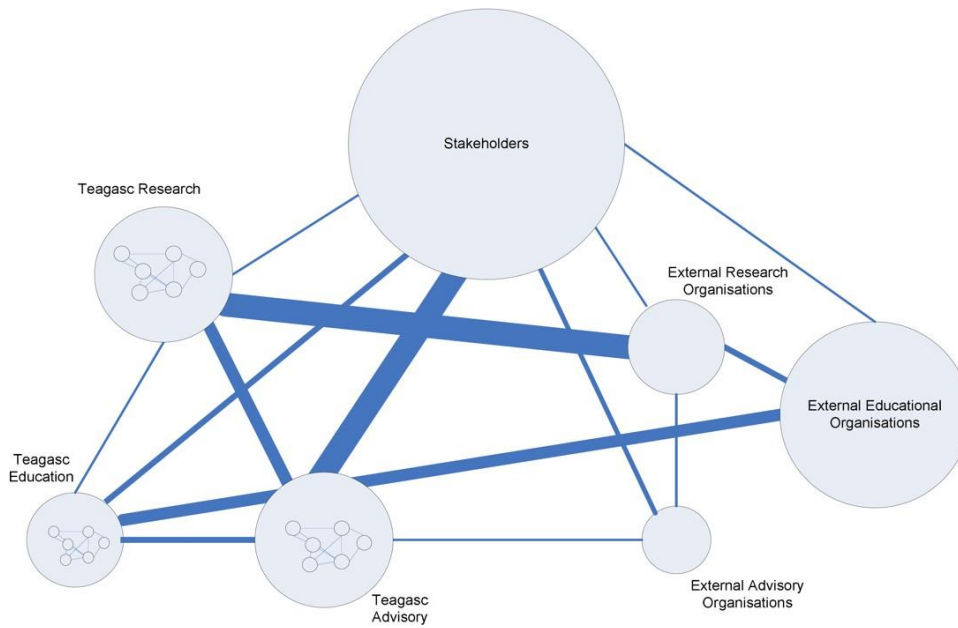 Stakeholders
Teagasc Research
External Research
Organisations
External Educational
Organisations
Teagasc
Education
Teagasc
Advisory
External Advisory
Organisations